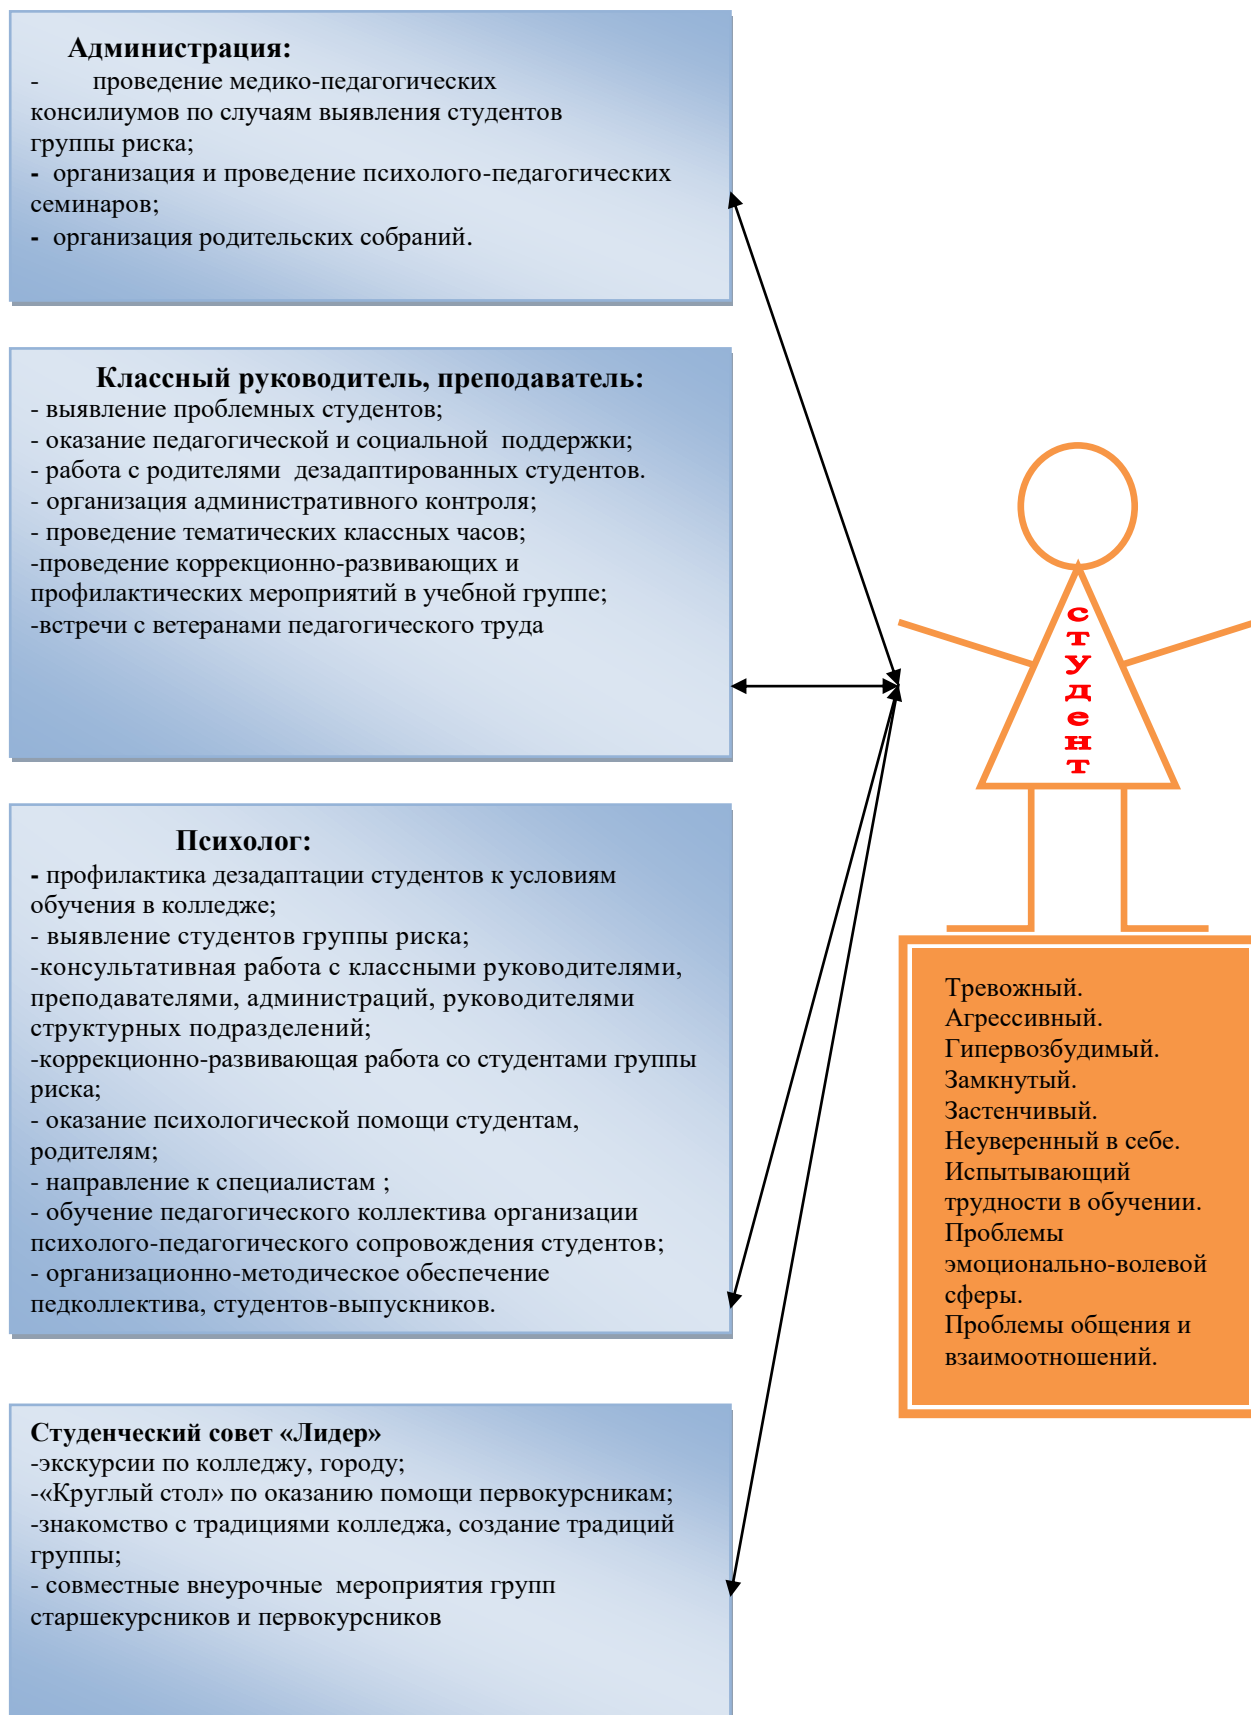 Администрация:
- проведение медико-педагогических
консилиумов по случаям выявления студентов
группы риска;
- организация и проведение психолого-педагогических
семинаров;
- организация родительских собраний.
Классный руководитель, преподаватель:
- выявление проблемных студентов;
- оказание педагогической и социальной поддержки;
- работа с родителями дезадаптированных студентов.
- организация административного контроля;
- проведение тематических классных часов;
-проведение коррекционно-развивающих и
профилактических мероприятий в учебной группе;
-встречи с ветеранами педагогического труда
Психолог:
- профилактика дезадаптации студентов к условиям
обучения в колледже;
- выявление студентов группы риска;
-консультативная работа с классными руководителями,
преподавателями, администраций, руководителями
структурных подразделений;
-коррекционно-развивающая работа со студентами группы
риска;
- оказание психологической помощи студентам,
родителям;
- направление к специалистам ;
- обучение педагогического коллектива организации
психолого-педагогического сопровождения студентов;
- организационно-методическое обеспечение
педколлектива, студентов-выпускников.
Студенческий совет «Лидер»
-экскурсии по колледжу, городу;
-«Круглый стол» по оказанию помощи первокурсникам;
-знакомство с традициями колледжа, создание традиций
группы;
- совместные внеурочные мероприятия групп
старшекурсников и первокурсников
студент
Тревожный.
Агрессивный.
Гипервозбудимый.
Замкнутый.
Застенчивый.
Неуверенный в себе.
Испытывающий
трудности в обучении.
Проблемы
эмоционально-волевой
сферы.
Проблемы общения и
взаимоотношений.